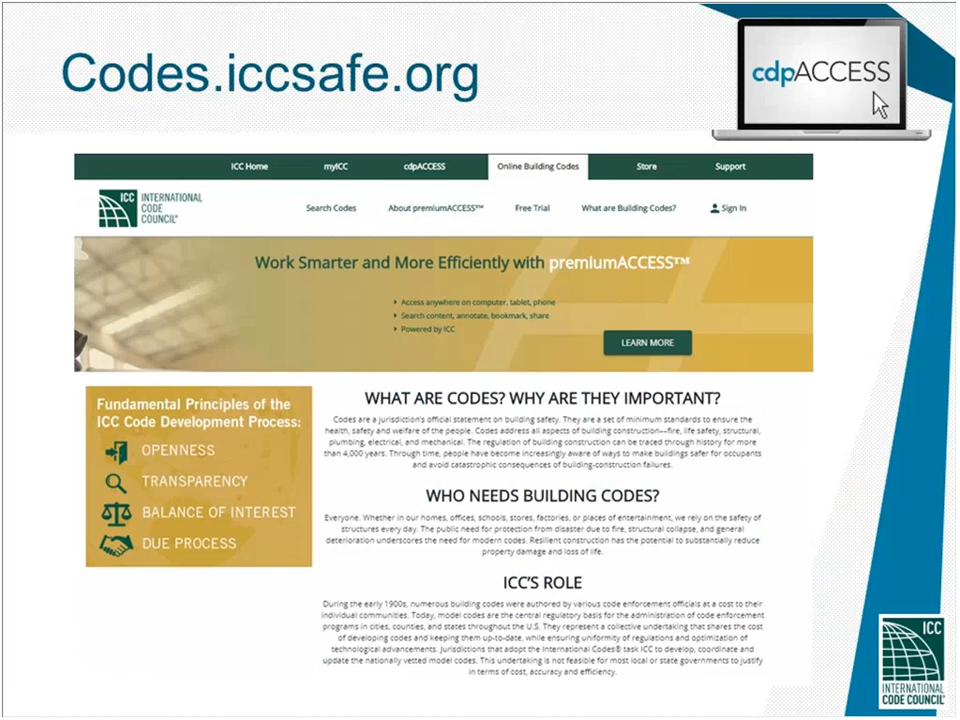 Codes.iccsafe.org
cdpACCESS
ICC Home myICC cdpACCESS Online Building Codes Store Support
ICC INTERNATIONAL
CODE
COUNCIL®
Search Codes About premiumACCESS™ Free Trial What are Building Codes? Sign In
Work Smarter and More Efficiently with premiumACCESS™
Access anywhere on computer, tablet, phone
Search content, annotate, bookmark, share
Powered by ICC
LEARN MORE
Fundamental Principles of the
ICC Code Development Process:
OPENNESS
TRANSPARENCY
BALANCE OF INTEREST
DUE PROCESS
WHAT ARE CODES? WHY ARE THEY IMPORTANT?
Codes are a jurisdiction's official statement on building safety. They are a set of minimum standards to ensure the
health, safety and welfare of the people. Codes address all aspects of building construction—fire, life safety, structural,
plumbing, electrical, and mechanical. The regulation of building construction can be traced through history for more
than 4,000 years. Through time, people have become increasingly aware of ways to make buildings safer for occupants
and avoid catastrophic consequences of building-construction failures.
WHO NEEDS BUILDING CODES?
Everyone. Whether in our homes, offices, schools, stores, factories, or places of entertainment, we rely on the safety of
structures every day. The public need for protection from disaster due to fire, structural collapse, and general
deterioration underscores the need for modern codes. Resilient construction has the potential to substantially reduce
property damage and loss of life.
ICC'S ROLE
During the early 1900s, numerous building codes were authored by various code enforcement officials at a cost to their
individual communities. Today, model codes are the central regulatory basis for the administration of code enforcement
programs in cities, counties, and states throughout the U.S. They represent a collective undertaking that shares the cost
of developing codes and keeping them up-to-date, while ensuring uniformity of regulations and optimization of
technological advancements. Jurisdictions that adopt the International Codes® task ICC to develop, coordinate and
update the nationally vetted model codes. This undertaking is not feasible for most local or state governments to justify
in terms of cost, accuracy and efficiency.
ICC
INTERNATIONAL
CODE COUNCIL®